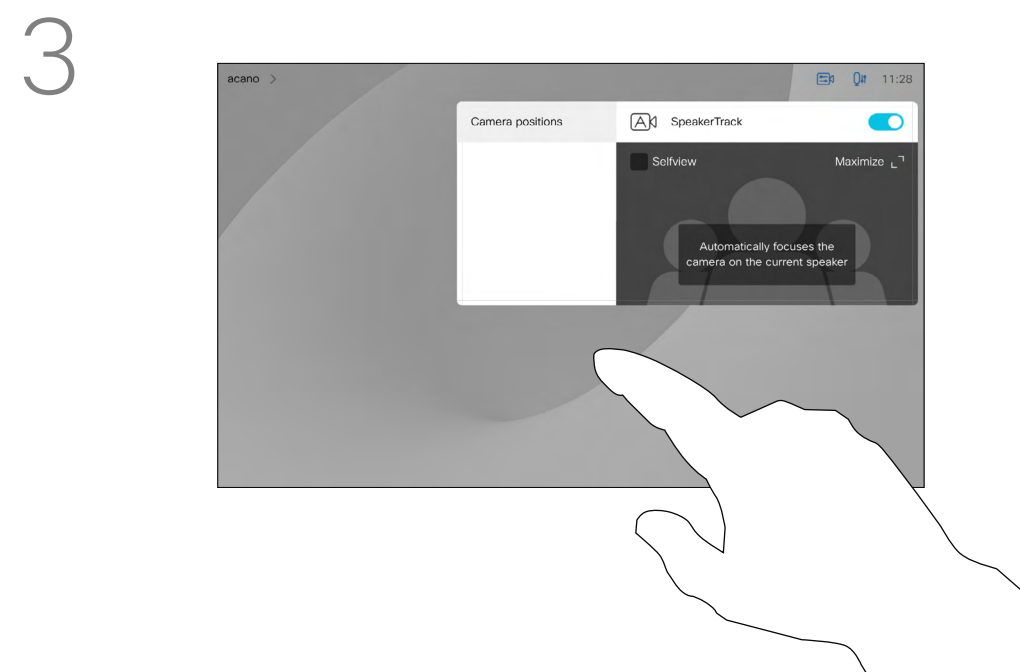 3
acano >
11:28
Camera positions
A
SpeakerTrack
Selfview
Maximize
Automatically focuses the
camera on the current speaker